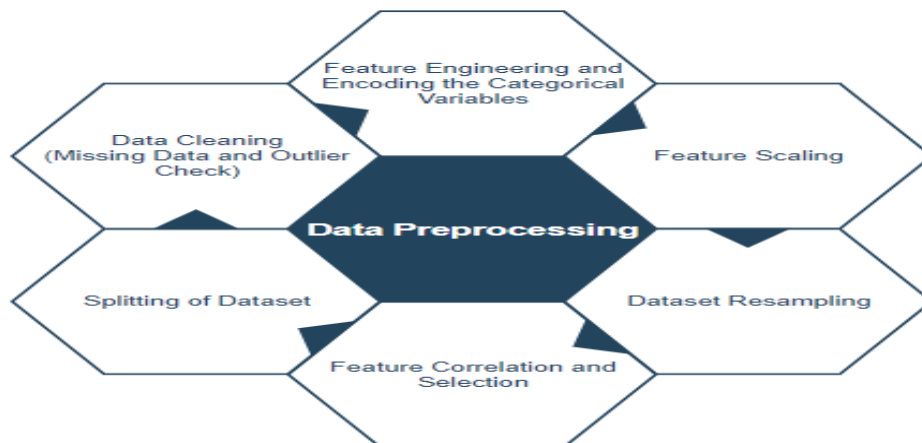 Feature Engineering and
Encoding the Categorical
Variables
Data Cleaning
(Missing Data and Outlier
Check)
Feature Scaling
Data Preprocessing
Splitting of Dataset
Dataset Resampling
Feature Correlation and
Selection